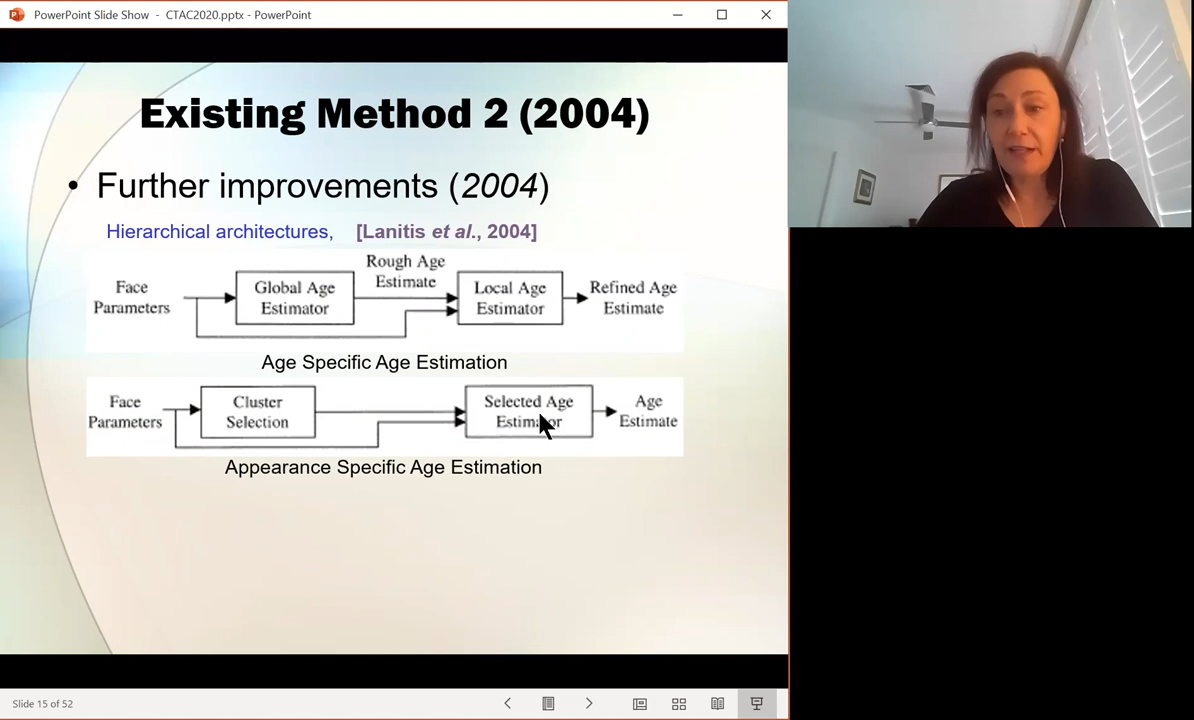 PowerPoint Slide Show - CTAC2020.pptx - PowerPoint
Existing Method 2 (2004)
• Further improvements (2004)
Hierarchical architectures, [Lanitis et al., 2004]
Face Parameters
Global Age Estimator
Rough Age Estimate
Local Age Estimator
Refined Age Estimate
Age Specific Age Estimation
Face Parameters
Cluster Selection
Selected Age Estimator
Age Estimate
Appearance Specific Age Estimation
Slide 15 of 52